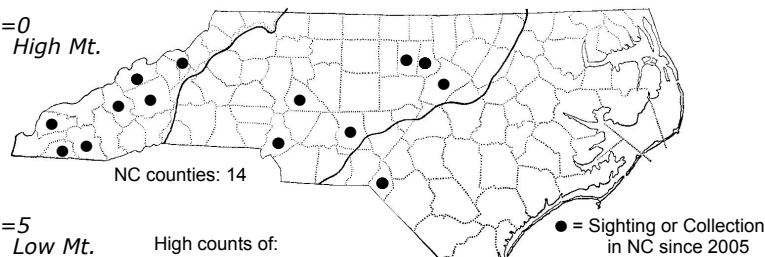 =0
High Mt.
NC counties: 14
=5
Low Mt.
High counts of:
● = Sighting or Collection
in NC since 2005